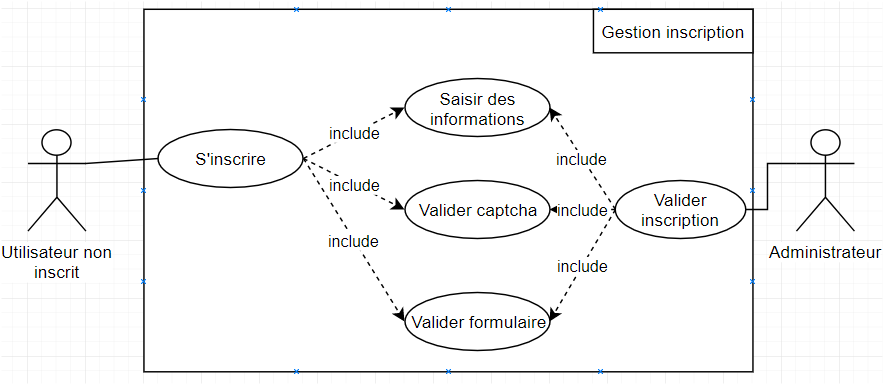 Gestion inscription
Saisir des
informations
include
include
S'inscrire
include
Valider captcha
include
Valider
inscription
include
include
Utilisateur non
inscrit
Administrateur
Valider formulaire